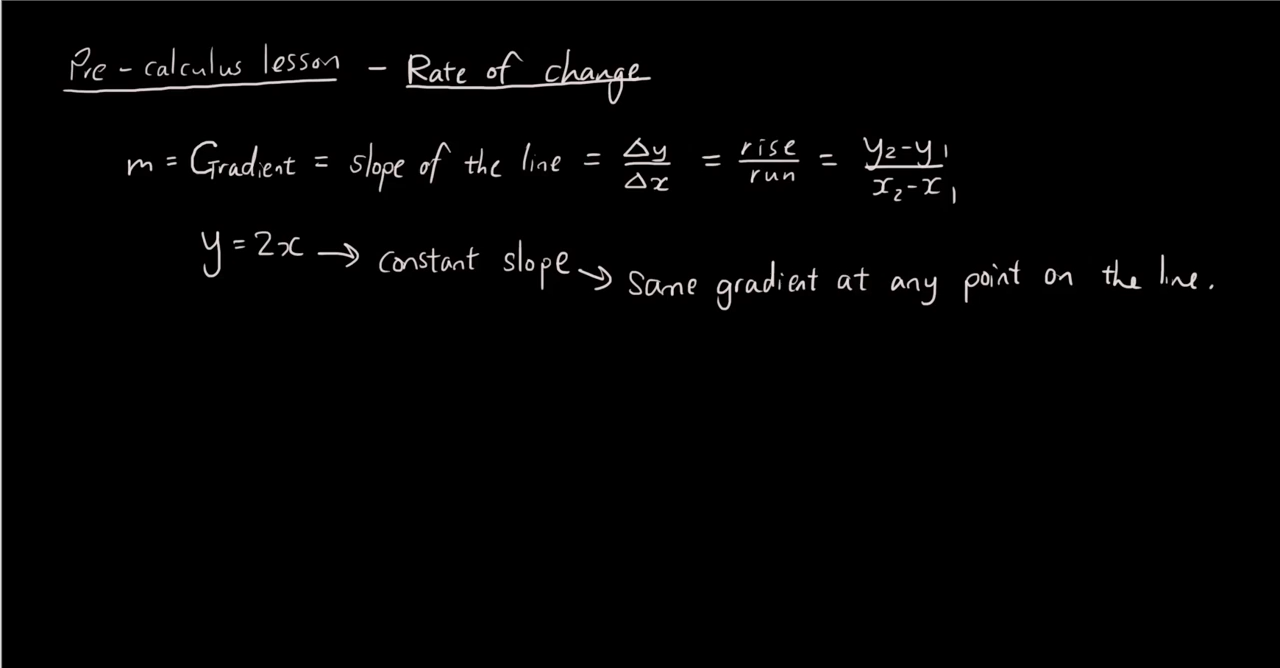 Pre-calculus lesson - Rate of change
m = Gradient = slope of the line = Δy/Δx = rise/run = y₂-y₁/x₂-x₁
y = 2x → constant slope → same gradient at any point on the line.